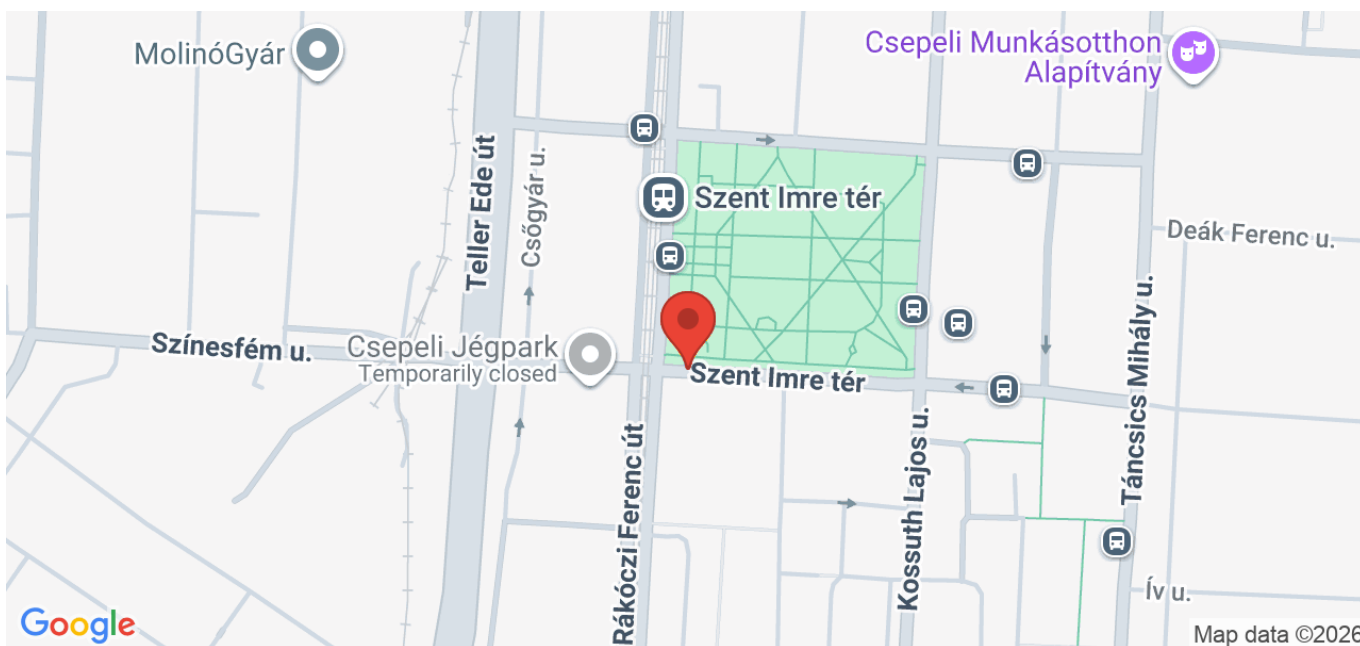 MolinóGyár
Csepeli Munkásotthon
Alapítvány
Teller Ede út
Csőgyár u.
Szent Imre tér
Deák Ferenc u.
Színesfém u.
Csepeli Jégpark
Temporarily closed
Szent Imre tér
Rákóczi Ferenc út
Kossuth Lajos u.
Táncsics Mihály u.
Ív u.
Google
Map data ©2026